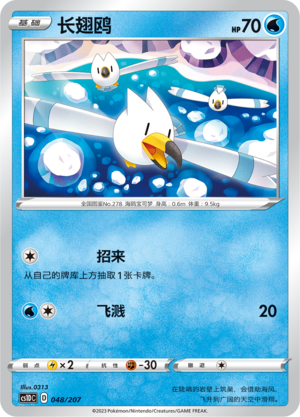 基础 长翅鸥 HP70
全国图鉴No.278 海鸥宝可梦 身高：0.6m 体重：9.5kg
招来
从自己的牌库上方抽取1张卡牌。
飞溅 20
弱点 ×2 抗性 -30 撤退
Illus.0313
cs1DC D 048/207
在陡峭的岩壁上筑巢，会借助海风，
飞升到广阔的天空中滑翔。
©2023 Pokémon/Nintendo/Creatures/GAME FREAK.